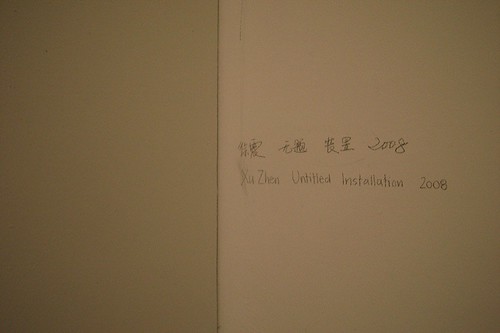 徐震 无题 装置 2008
Xu Zhen Untitled Installation 2008